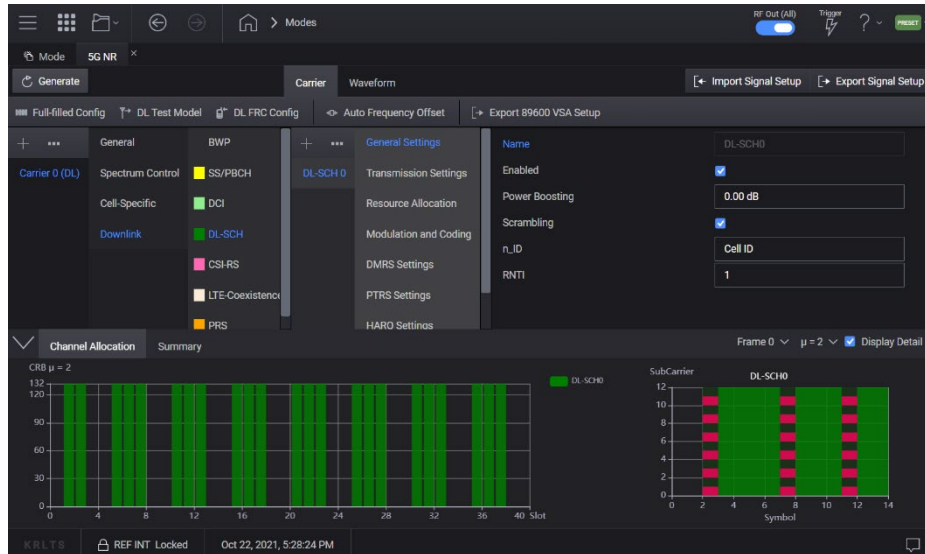 Modes
RF Out (All)
Trigger
?
PRESET
Mode
5G NR ×
Generate
Carrier
Waveform
Import Signal Setup
Export Signal Setup
Full-filled Config
DL Test Model
DL FRC Config
Auto Frequency Offset
Export 89600 VSA Setup
+ •••
Carrier 0 (DL)
General
Spectrum Control
Cell-Specific
Downlink
BWP
SS/PBCH
DCI
DL-SCH
CSI-RS
LTE-Coexistence
PRS
+ •••
DL-SCH 0
General Settings
Transmission Settings
Resource Allocation
Modulation and Coding
DMRS Settings
PTRS Settings
HARQ Settings
Name DL-SCH0
Enabled
Power Boosting 0.00 dB
Scrambling
n_ID Cell ID
RNTI 1
Channel Allocation
Summary
Frame 0
μ = 2
Display Detail
CRB μ = 2
132
120
90
60
30
0
0 4 8 12 16 20 24 28 32 36 40 Slot
DL-SCH0
SubCarrier
DL-SCH0
12
10
8
6
4
2
0
0 2 4 6 8 10 12 14
Symbol
KRLTS
REF INT Locked
Oct 22, 2021, 5:28:24 PM